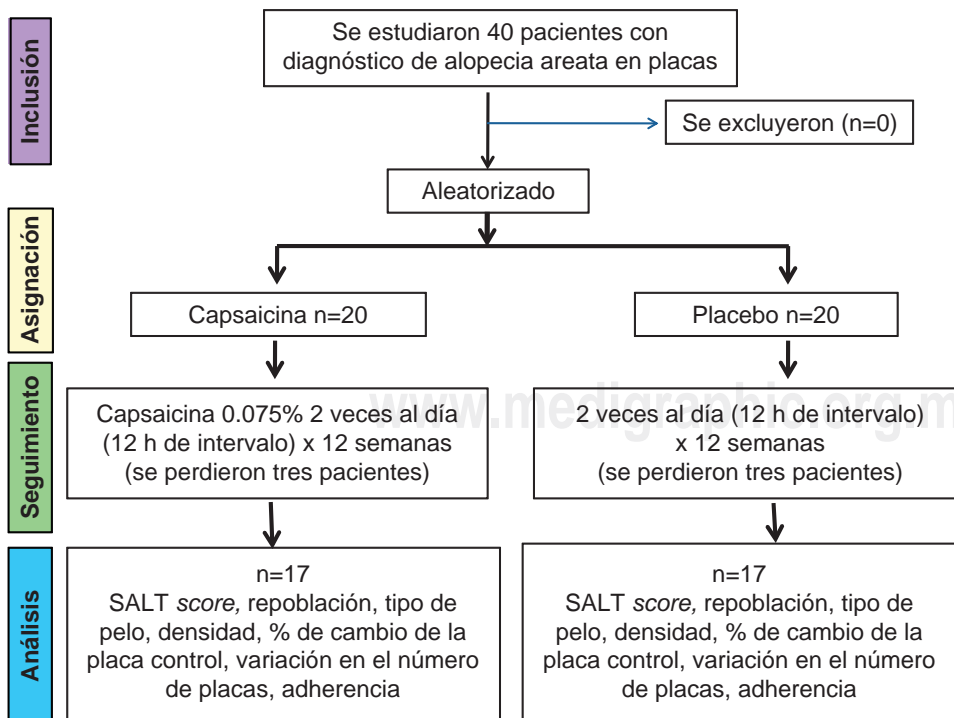 Inclusión
Se estudiaron 40 pacientes con
diagnóstico de alopecia areata en placas
Se excluyeron (n=0)
Aleatorizado
Asignación
Capsaicina n=20
Placebo n=20
Seguimiento
Capsaicina 0.075% 2 veces al día
(12 h de intervalo) x 12 semanas
(se perdieron tres pacientes)
2 veces al día (12 h de intervalo)
x 12 semanas
(se perdieron tres pacientes)
www.medigraphic.org.m
Análisis
n=17
SALT score, repoblación, tipo de
pelo, densidad, % de cambio de la
placa control, variación en el número
de placas, adherencia
n=17
SALT score, repoblación, tipo de
pelo, densidad, % de cambio de la
placa control, variación en el número
de placas, adherencia